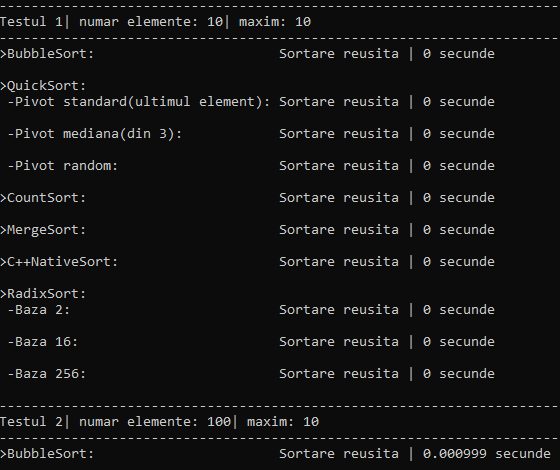 --------------------------------------------------------------------
Testul 1| numar elemente: 10| maxim: 10
--------------------------------------------------------------------
>BubbleSort:                       Sortare reusita | 0 secunde
>QuickSort:
 -Pivot standard(ultimul element): Sortare reusita | 0 secunde
 -Pivot mediana(din 3):            Sortare reusita | 0 secunde
 -Pivot random:                    Sortare reusita | 0 secunde
>CountSort:                        Sortare reusita | 0 secunde
>MergeSort:                        Sortare reusita | 0 secunde
>C++NativeSort:                    Sortare reusita | 0 secunde
>RadixSort:
 -Baza 2:                          Sortare reusita | 0 secunde
 -Baza 16:                         Sortare reusita | 0 secunde
 -Baza 256:                        Sortare reusita | 0 secunde
--------------------------------------------------------------------
Testul 2| numar elemente: 100| maxim: 10
--------------------------------------------------------------------
>BubbleSort:                       Sortare reusita | 0.000999 secunde